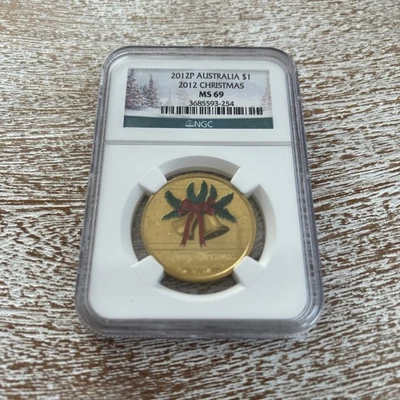 2012P AUSTRALIA $1
2012 CHRISTMAS
MS 69
3685593-254
NGC